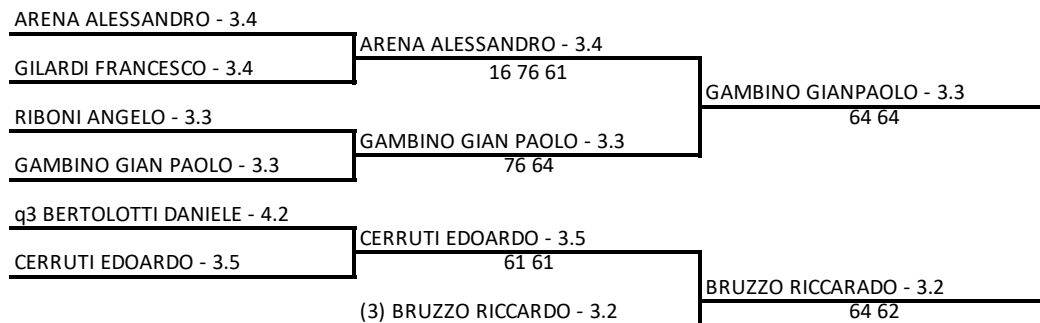 ARENA ALESSANDRO - 3.4
ARENA ALESSANDRO - 3.4
GILARDI FRANCESCO - 3.4
16 76 61
GAMBINO GIANPAOLO - 3.3
RIBONI ANGELO - 3.3
64 64
GAMBINO GIAN PAOLO - 3.3
GAMBINO GIAN PAOLO - 3.3
76 64
q3 BERTOLOTTI DANIELE - 4.2
CERRUTI EDOARDO - 3.5
CERRUTI EDOARDO - 3.5
61 61
BRUZZO RICCARADO - 3.2
(3) BRUZZO RICCARDO - 3.2
64 62